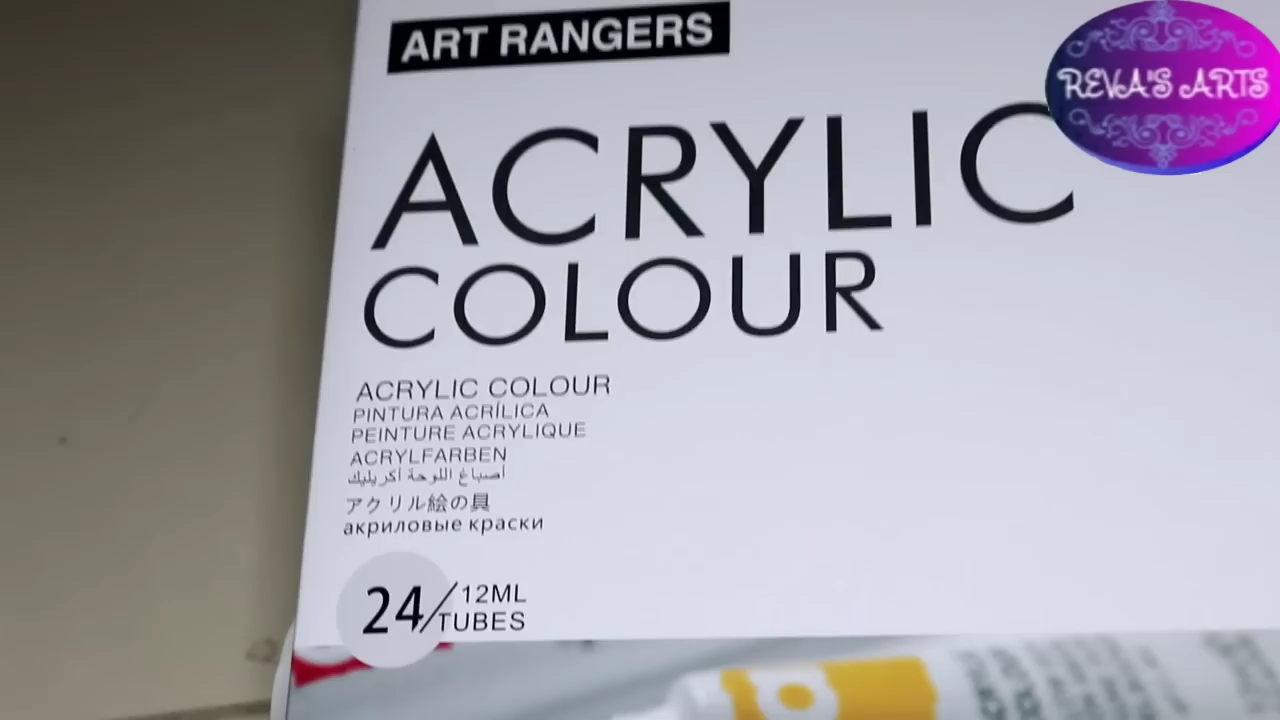 ART RANGERS
REVA'S ARTS
ACRYLIC
COLOUR
ACRYLIC COLOUR
PINTURA ACRÍLICA
PEINTURE ACRYLIQUE
ACRYLFARBEN
أصباغ اللوحة أكريليك
アクリル絵の具
акриловые краски
24/12ML
TUBES